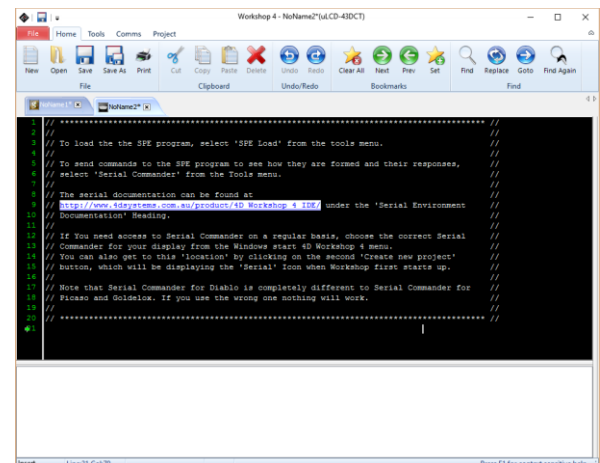 Workshop 4 - NoName2*(uLCD-43DCT)
File Home Tools Comms Project
New Open Save Save As Print Cut Copy Paste Delete Undo Redo Clear All Next Prev Set Find Replace Goto Find Again
File Clipboard Undo/Redo Bookmarks Find
NoName1* NoName2*
1 // ************************************************************************************* //
2 // //
3 // To load the the SPE program, select 'SPE Load' from the tools menu. //
4 // //
5 // To send commands to the SPE program to see how they are formed and their responses, //
6 // select 'Serial Commander' from the Tools menu. //
7 // //
8 // The serial documentation can be found at //
9 // http://www.4dsystems.com.au/product/4D_Workshop_4_IDE/ under the 'Serial Environment //
10 // Documentation' Heading. //
11 // //
12 // If You need access to Serial Commander on a regular basis, choose the correct Serial //
13 // Commander for your display from the Windows start 4D Workshop 4 menu. //
14 // You can also get to this 'location' by clicking on the second 'Create new project' //
15 // button, which will be displaying the 'Serial' Icon when Workshop first starts up. //
16 // //
17 // Note that Serial Commander for Diablo is completely different to Serial Commander for //
18 // Picaso and Goldelox. If you use the wrong one nothing will work. //
19 // //
20 // ************************************************************************************* //
21